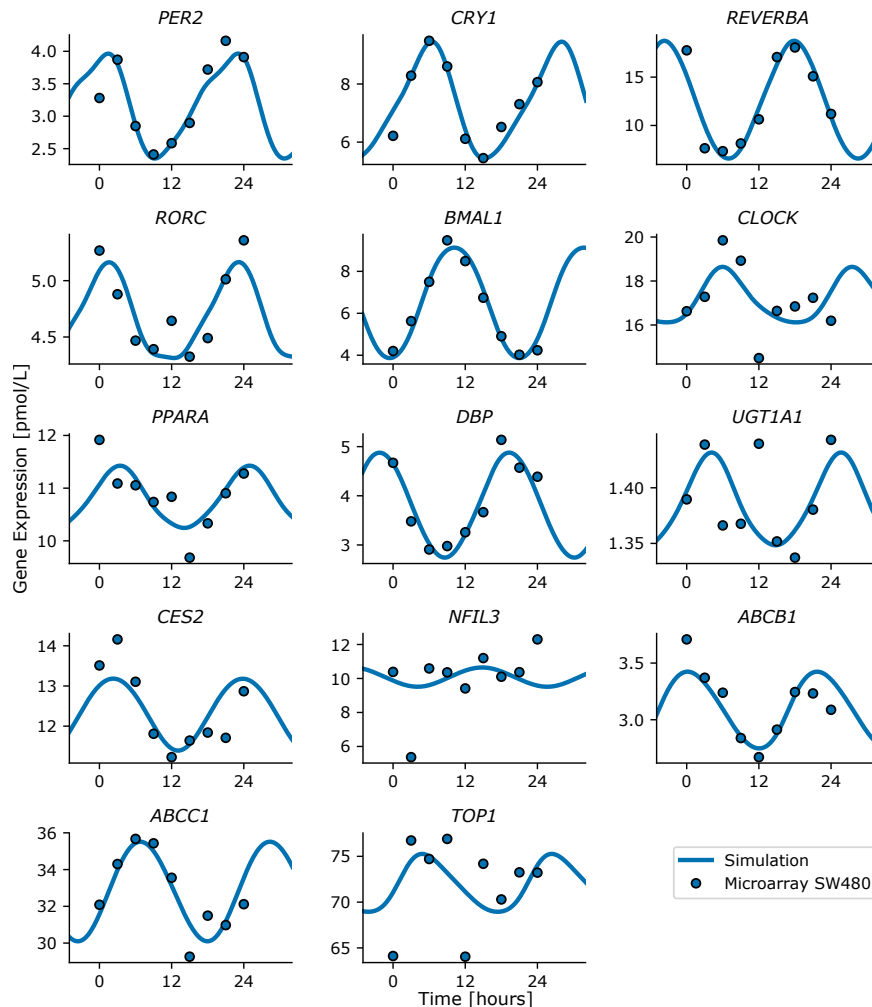 PER2 CRY1 REVERBA
4.0
3.5
3.0
2.5
0 12 24
8
6
0 12 24
15
10
0 12 24
RORC BMAL1 CLOCK
5.0
4.5
0 12 24
8
6
4
0 12 24
20
18
16
0 12 24
PPARA DBP UGT1A1
12
11
10
0 12 24
5
4
3
0 12 24
1.40
1.35
0 12 24
CES2 NFIL3 ABCB1
14
13
12
0 12 24
12
10
8
6
0 12 24
3.5
3.0
0 12 24
ABCC1 TOP1
36
34
32
30
0 12 24
75
70
65
0 12 24
Gene Expression [pmol/L]
Time [hours]
Simulation
Microarray SW480